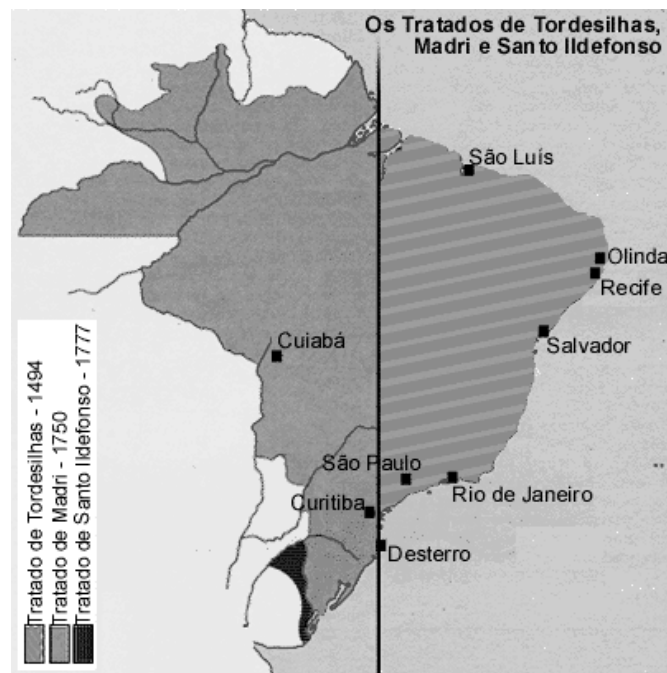 Os Tratados de Tordesilhas,
Madri e Santo Ildefonso
São Luís
Olinda
Recife
Salvador
Cuiabá
São Paulo
Rio de Janeiro
Curitiba
Desterro
Tratado de Tordesilhas - 1494
Tratado de Madri - 1750
Tratado de Santo Ildefonso - 1777